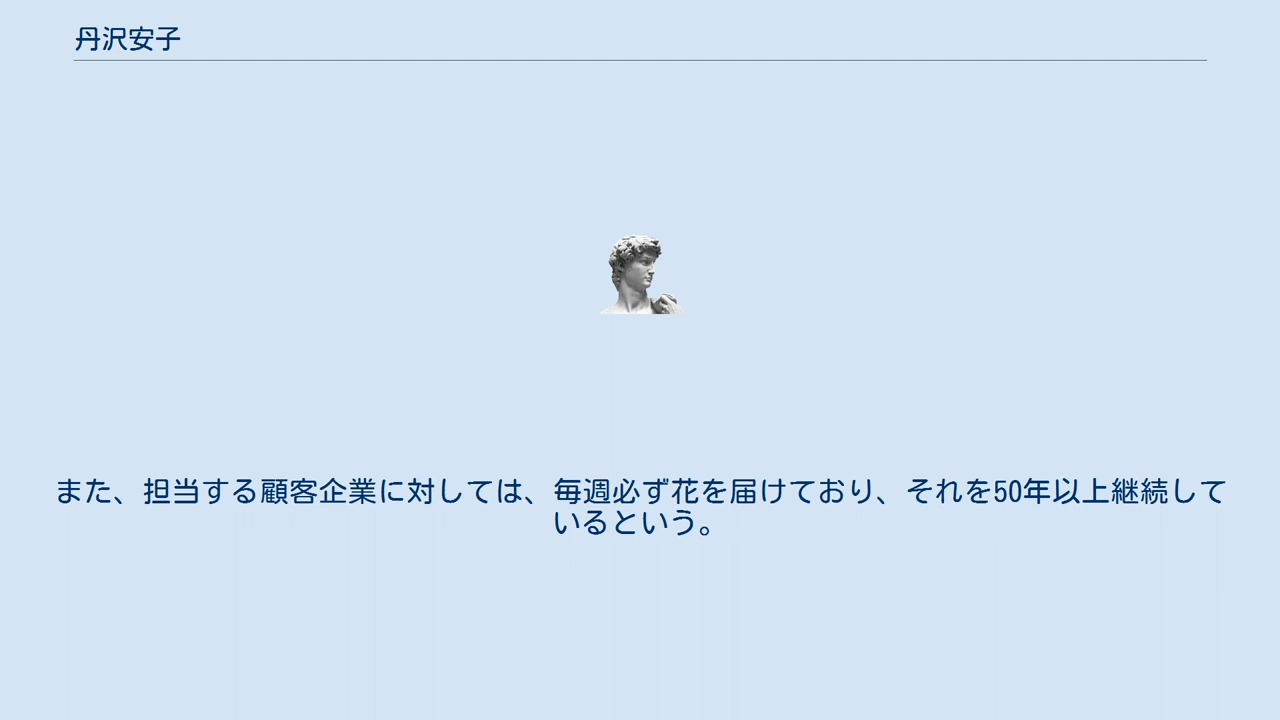 丹沢安子
また、担当する顧客企業に対しては、毎週必ず花を届けており、それを50年以上継続して
いるという。